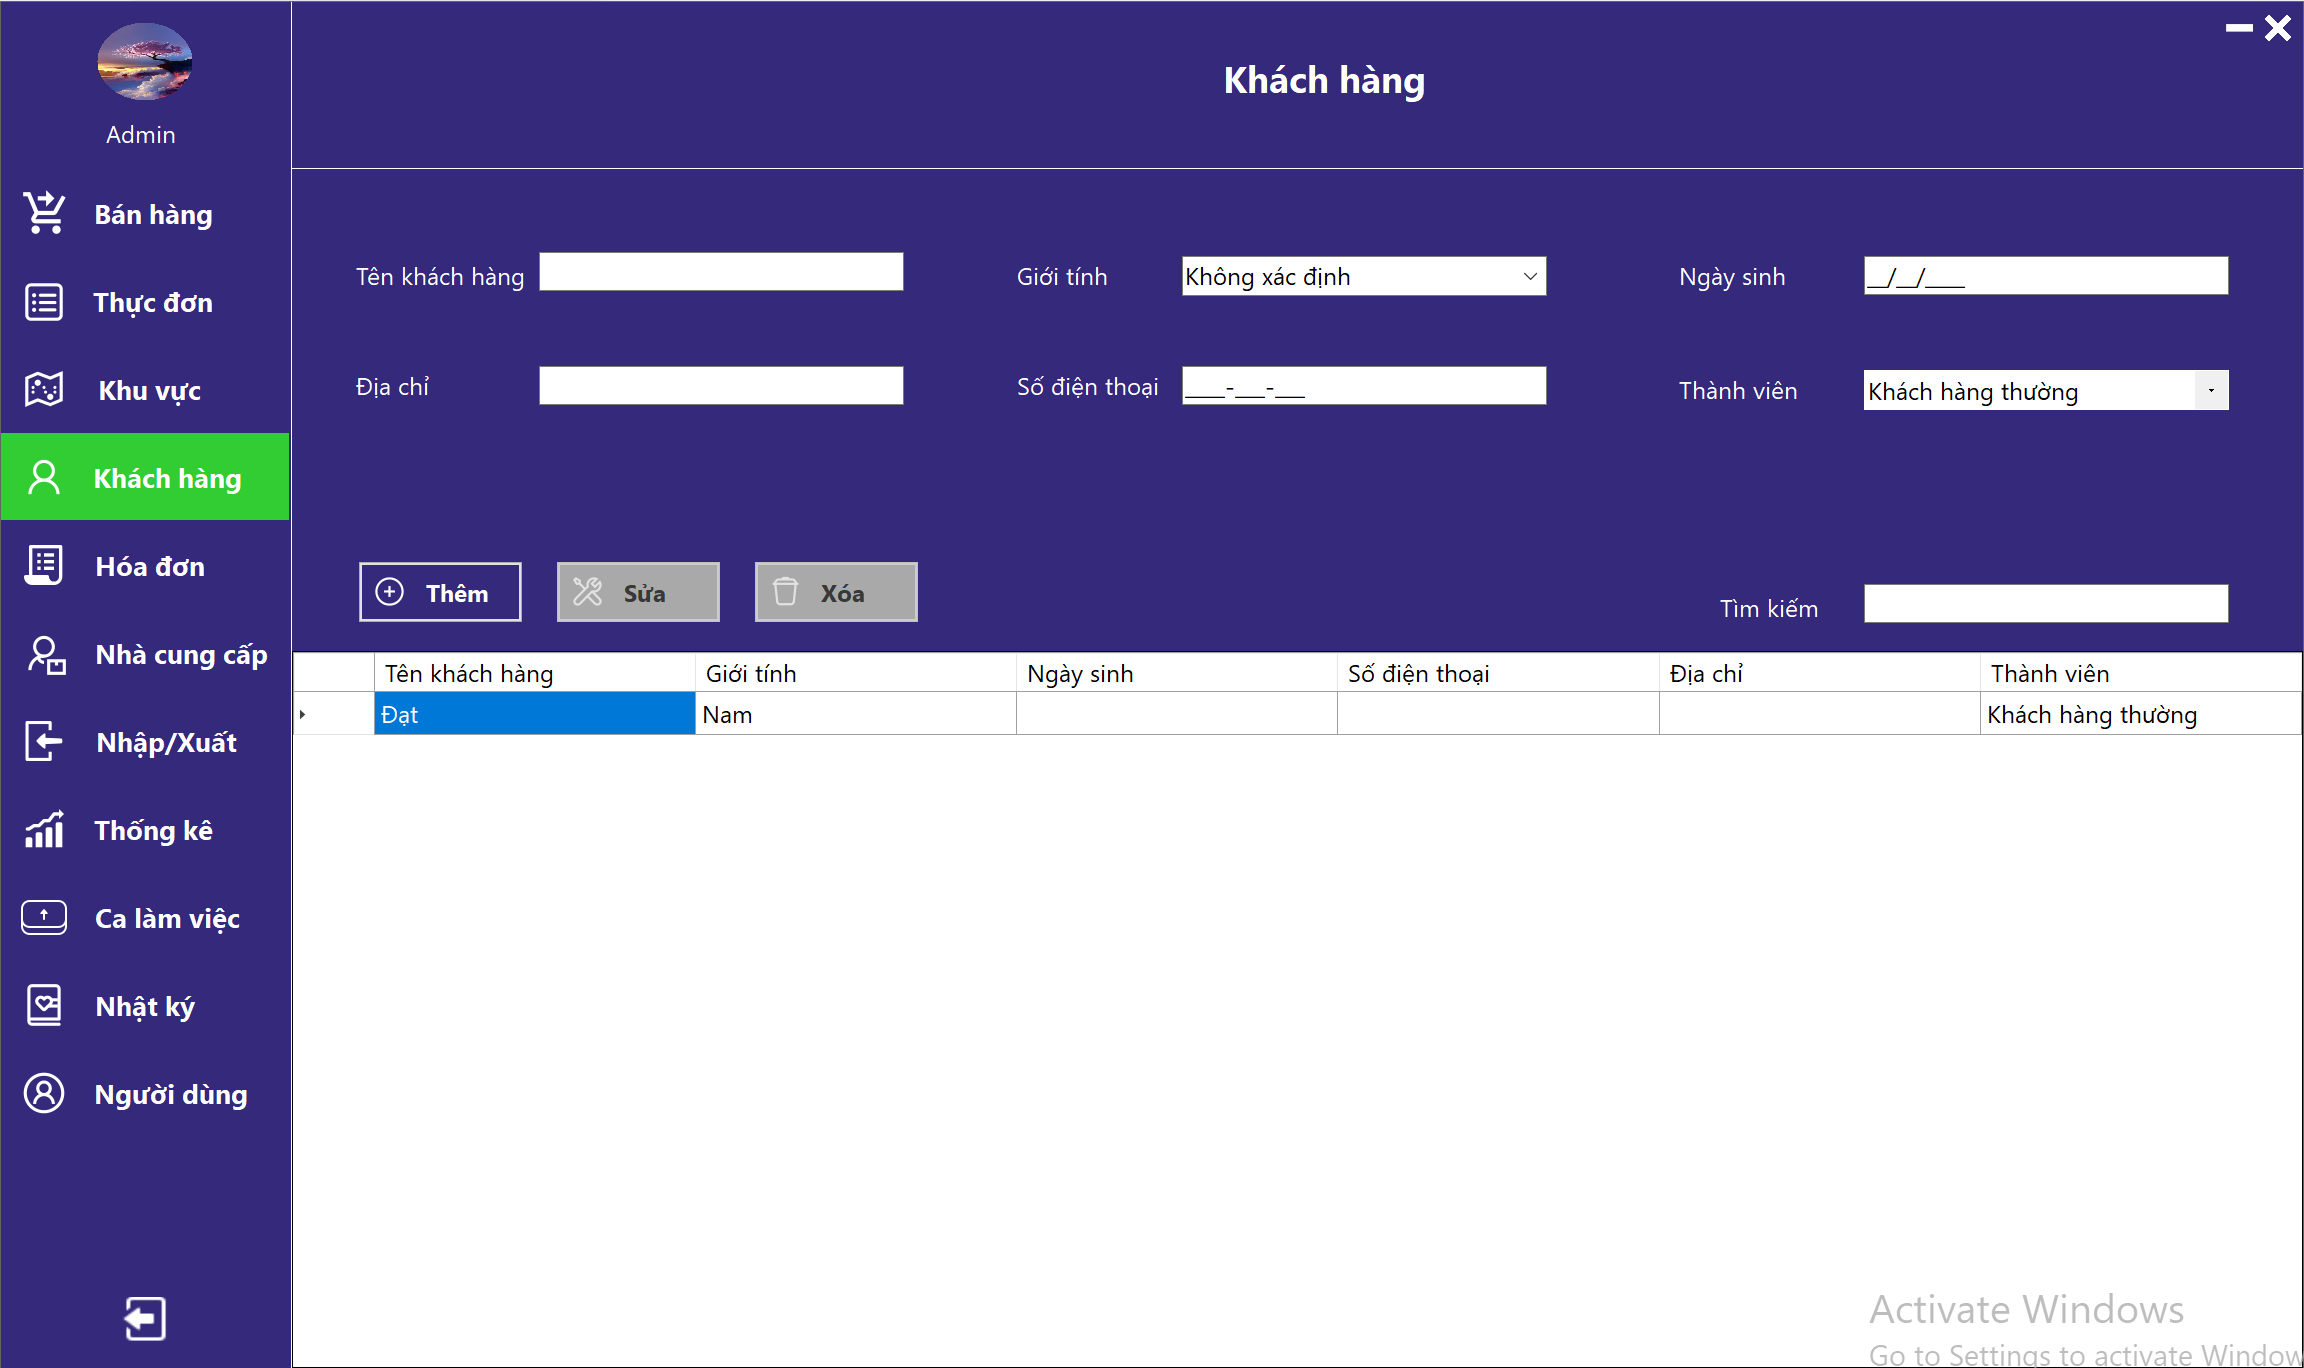 Admin
Bán hàng
Thực đơn
Khu vực
Khách hàng
Hóa đơn
Nhà cung cấp
Nhập/Xuất
Thống kê
Ca làm việc
Nhật ký
Người dùng
Khách hàng
Tên khách hàng
Giới tính Không xác định
Ngày sinh __/__/____
Địa chỉ
Số điện thoại ____-___-___
Thành viên Khách hàng thường
Thêm Sửa Xóa
Tìm kiếm
Tên khách hàng Giới tính Ngày sinh Số điện thoại Địa chỉ Thành viên
Đạt Nam Khách hàng thường
Activate Windows
Go to Settings to activate Window